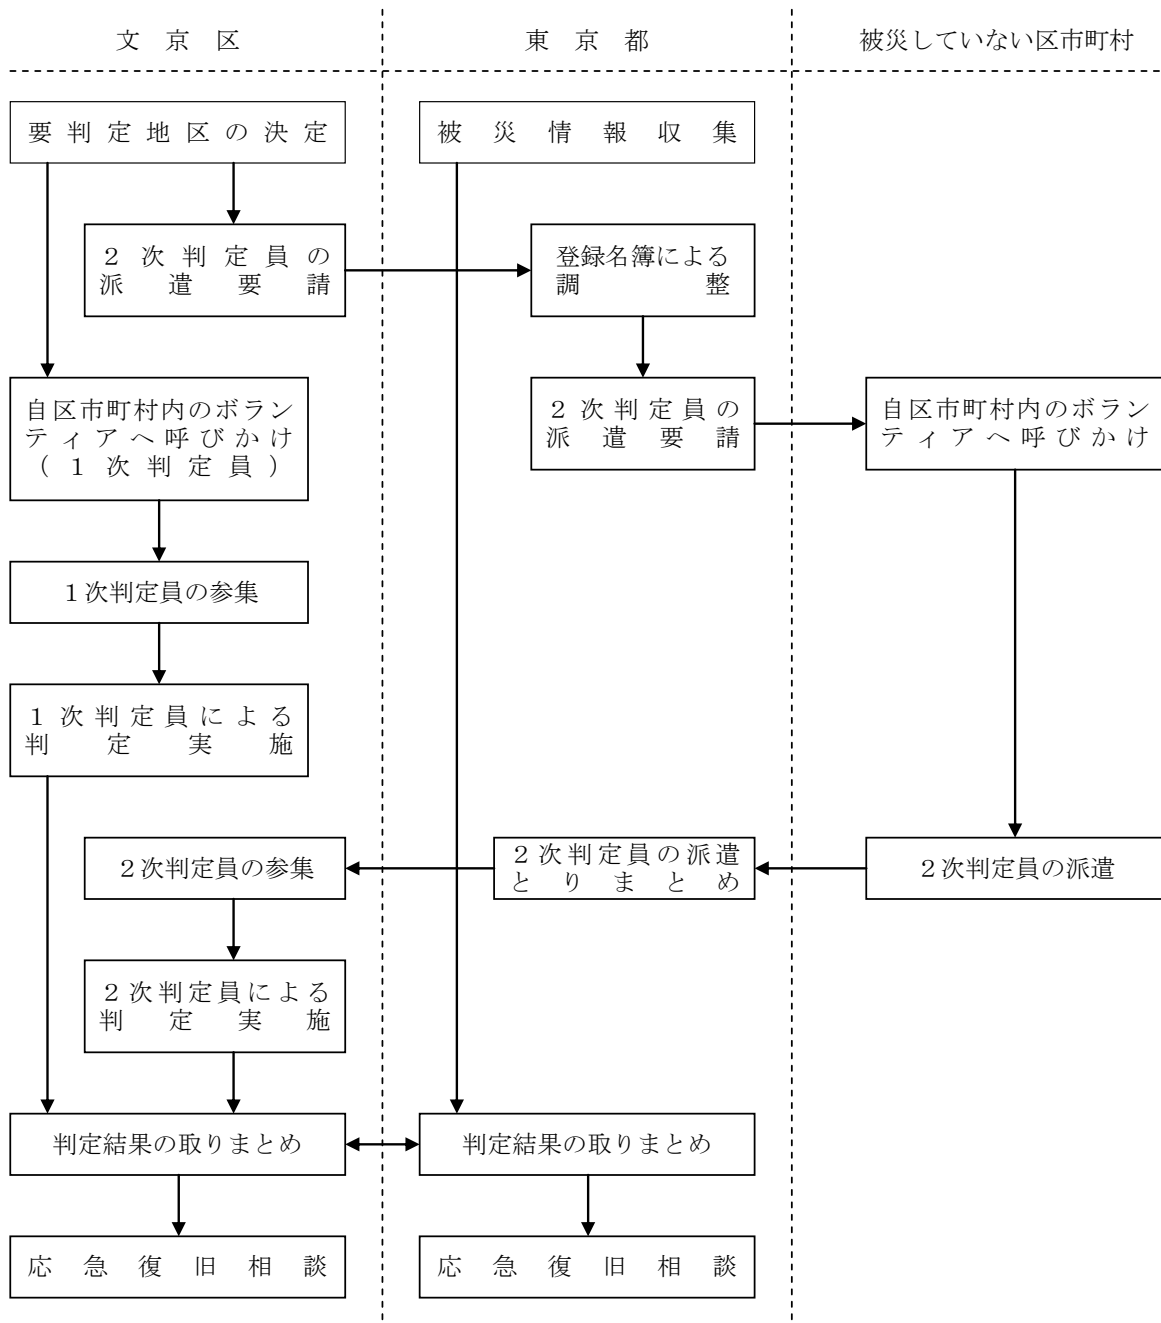 文京区
東京都
被災していない区市町村
要判定地区の決定
被災情報収集
２次判定員の
派遣要請
登録名簿による
調整
自区市町村内のボラン
ティアへ呼びかけ
（１次判定員）
２次判定員の
派遣要請
自区市町村内のボラン
ティアへ呼びかけ
１次判定員の参集
１次判定員による
判定実施
２次判定員の参集
２次判定員の派遣
とりまとめ
２次判定員の派遣
２次判定員による
判定実施
判定結果の取りまとめ
判定結果の取りまとめ
応急復旧相談
応急復旧相談